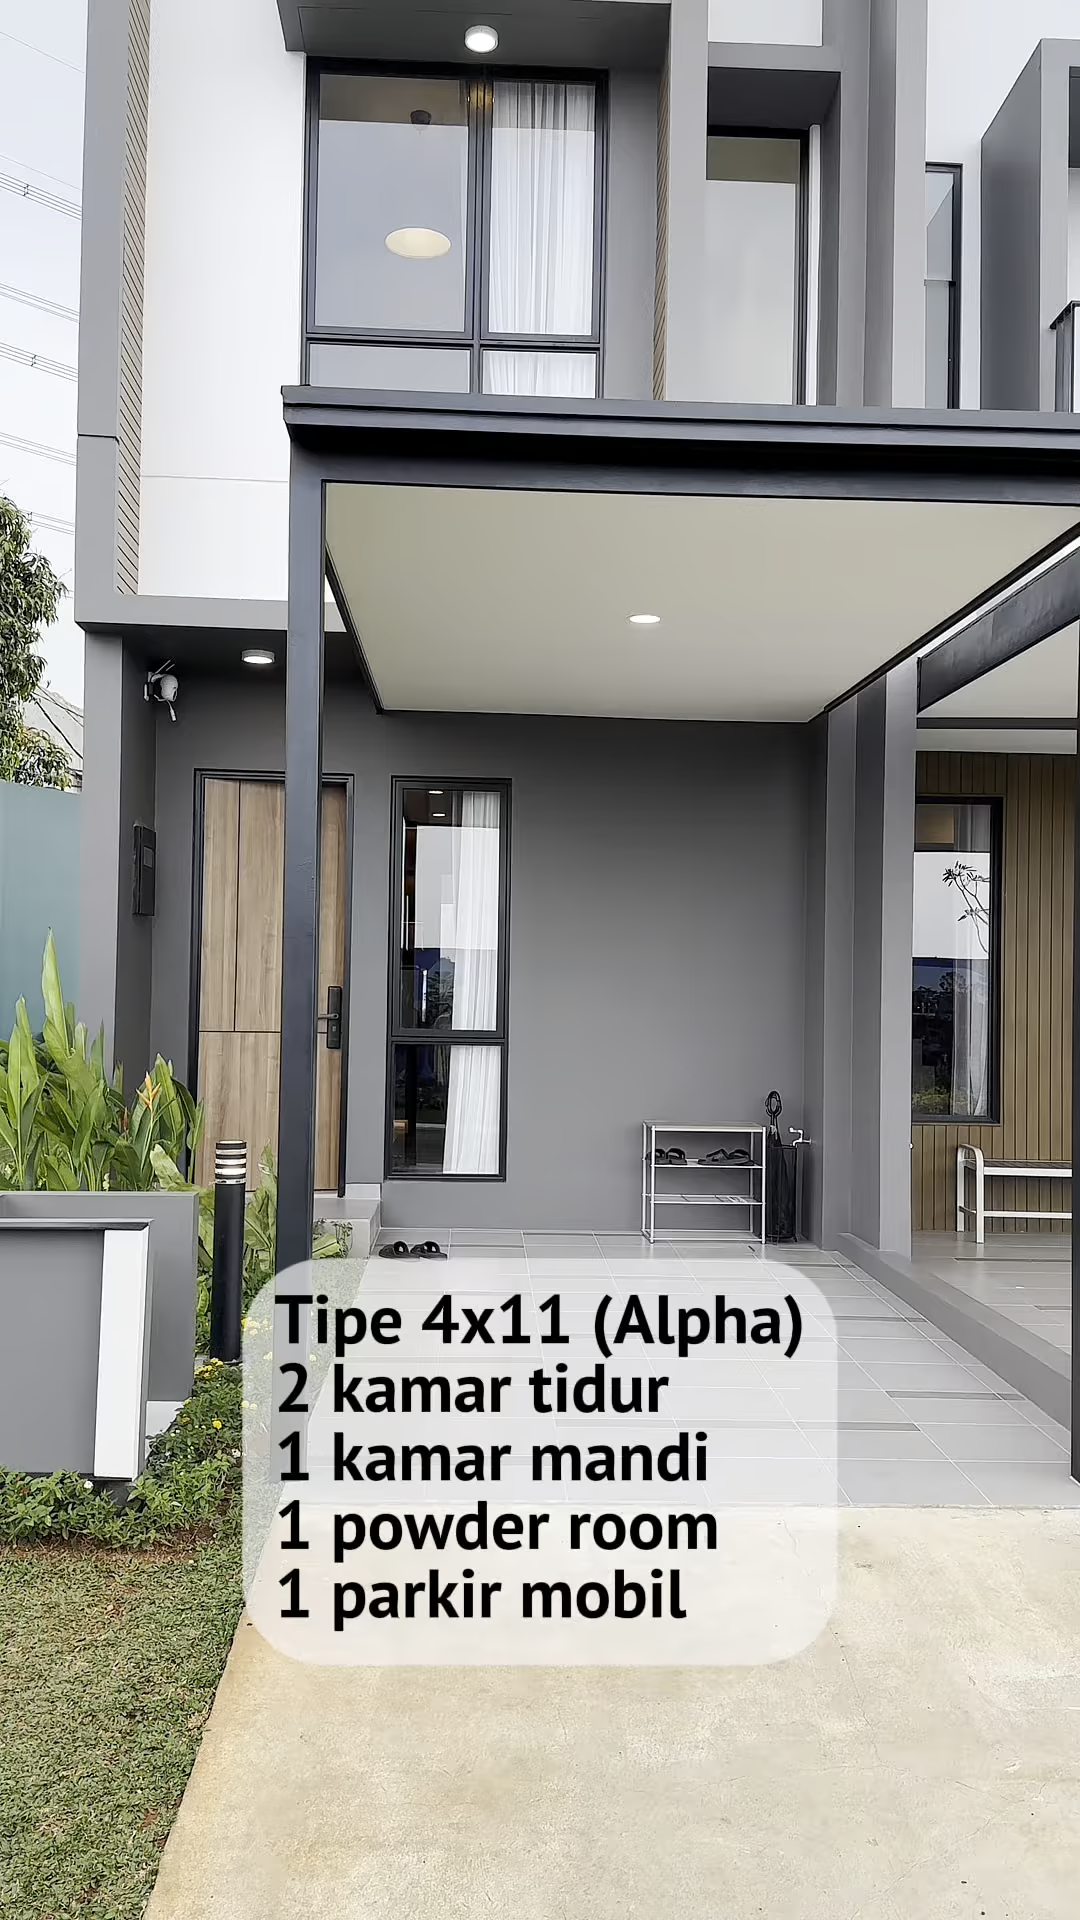 Tipe 4x11 (Alpha)
2 kamar tidur
1 kamar mandi
1 powder room
1 parkir mobil